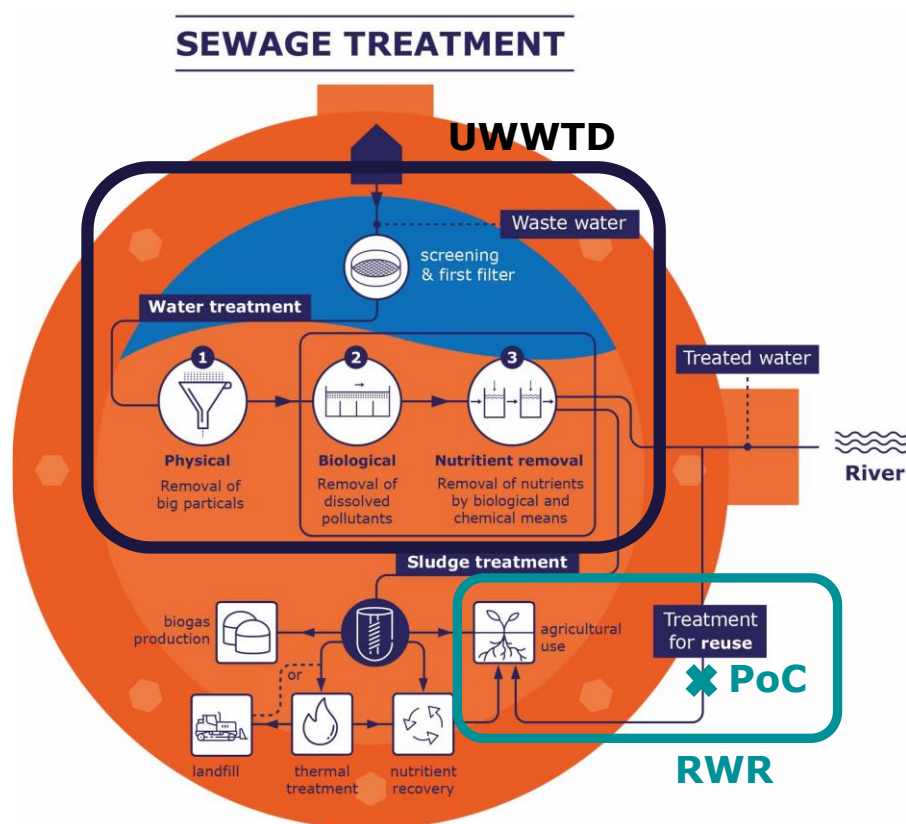 SEWAGE TREATMENT
UWWTD
Waste water
screening
& first filter
Water treatment
1
2
3
Treated water
Physical
Removal of
big particals
Biological
Removal of
dissolved
pollutants
Nutritient removal
Removal of nutrients
by biological and
chemical means
River
Sludge treatment
biogas
production
agricultural
use
Treatment
for reuse
PoC
or
landfill
thermal
treatment
nutritient
recovery
RWR